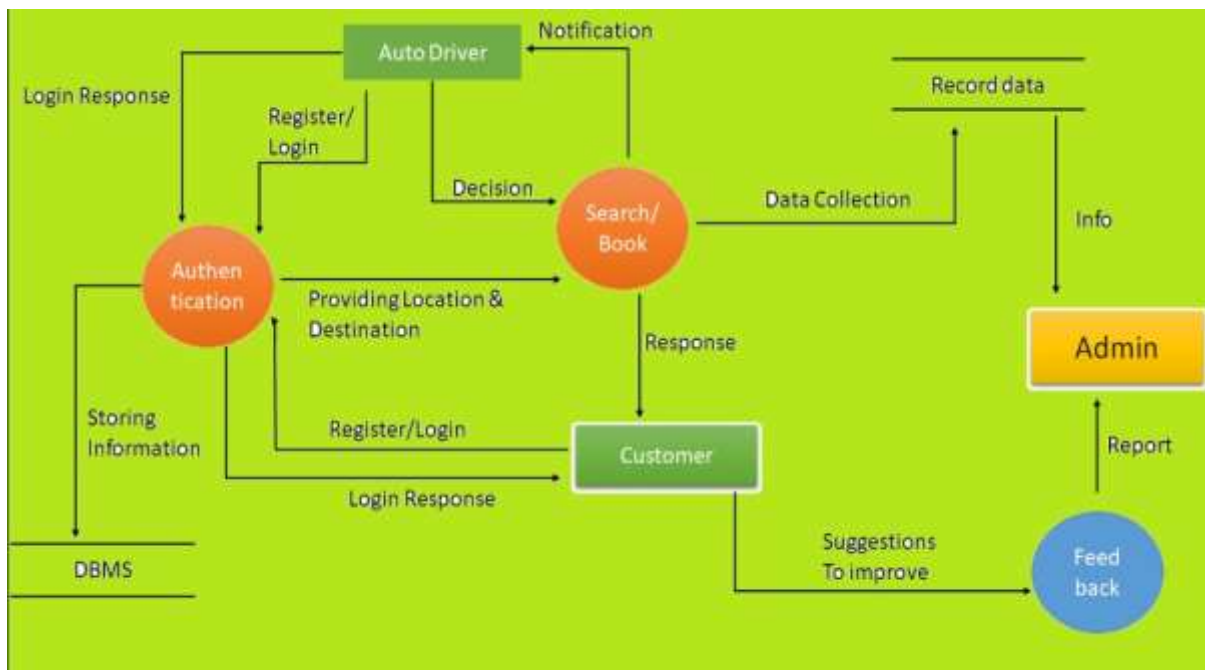 Notification
Auto Driver
Login Response
Register/
Login
Record data
Decision
Search/
Book
Data Collection
Info
Authen
tication
Providing Location &
Destination
Response
Admin
Storing
Information
Register/Login
Customer
Report
Login Response
Suggestions
To improve
Feed
back
DBMS